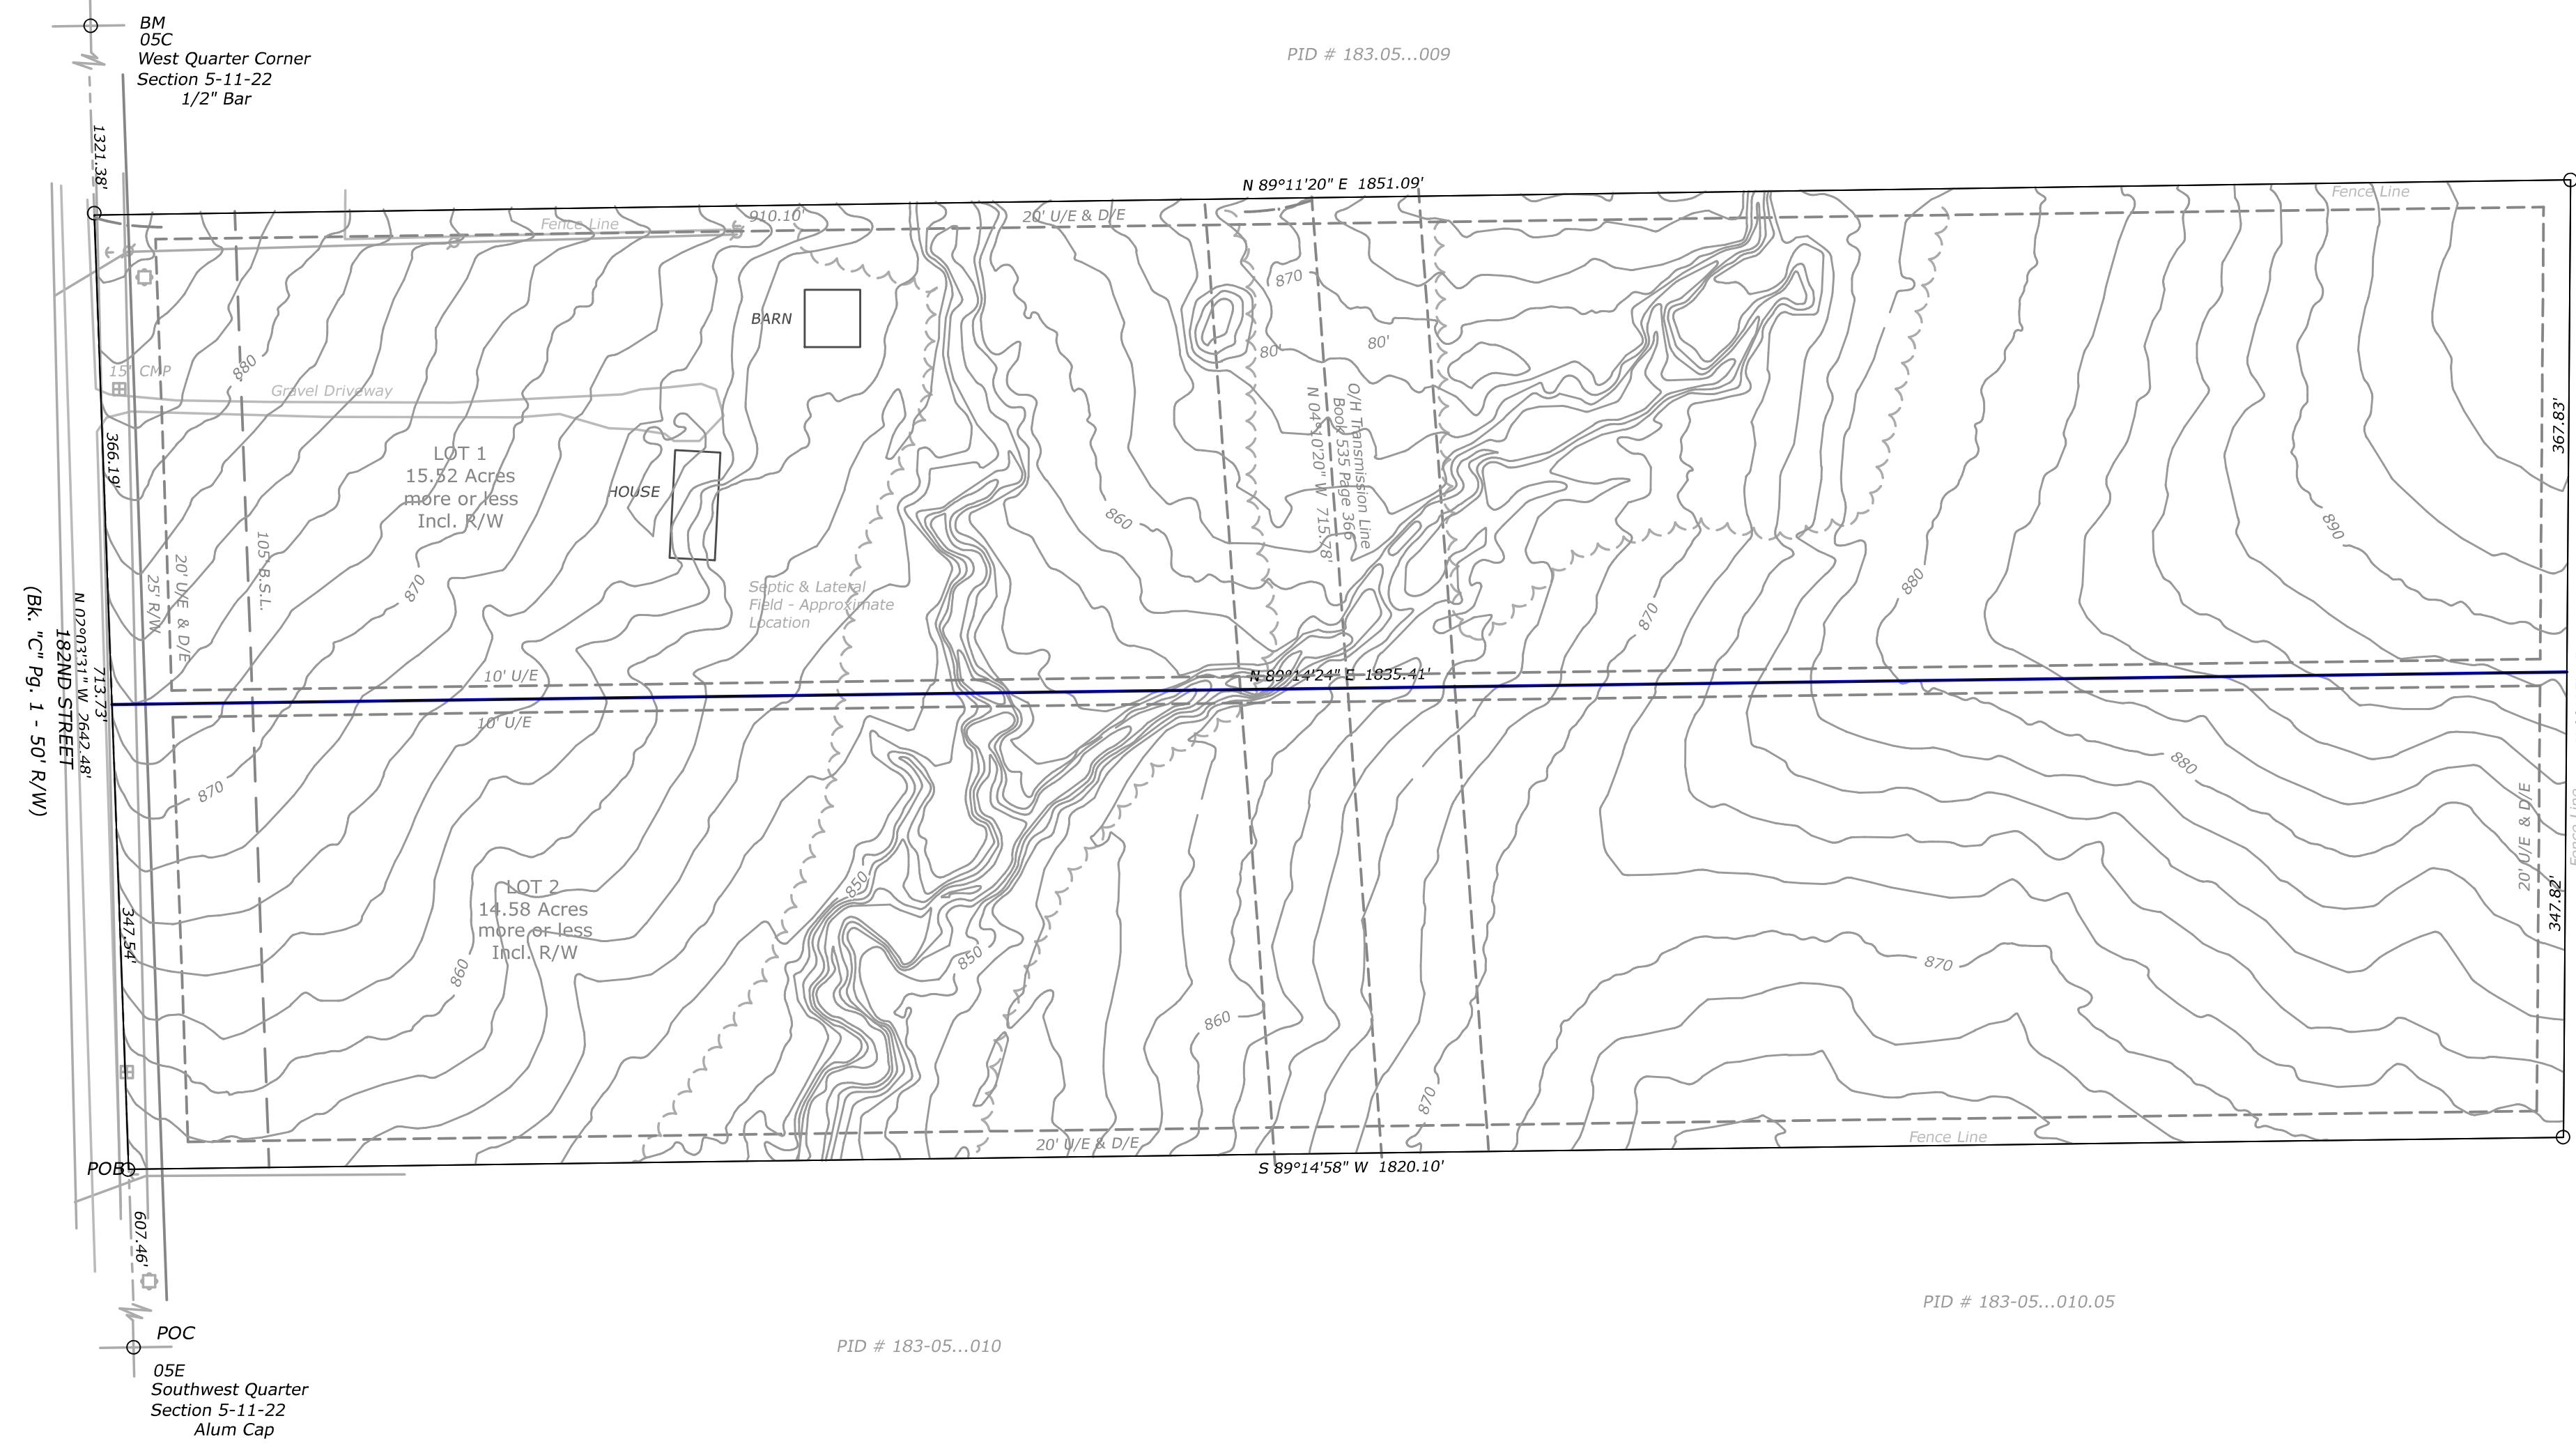 BM
05C
West Quarter Corner
Section 5-11-22
1/2" Bar
PID # 183.05...009
1321.38'
N 89°11'20" E 1851.09'
Fence Line
910.10'
20' U/E & D/E
Fence Line
870
BARN
80'
80'
880
15' CMP
Gravel Driveway
O/H Transmission Line
Book 535 Page 366
N 04°10'20" W 715.78'
367.83'
366.19'
LOT 1
15.52 Acres
more or less
Incl. R/W
HOUSE
860
890
105' B.S.L.
20' U/E & D/E
25' R/W
870
Septic & Lateral
Field - Approximate
Location
880
870
10' U/E
N 89°14'24" E 1835.41'
10' U/E
713.73'
N 02°03'31" W 2642.48'
182ND STREET
(Bk. "C" Pg. 1 - 50' R/W)
870
880
20' U/E & D/E
Fence Line
850
LOT 2
14.58 Acres
more or less
Incl. R/W
347.54'
347.82'
860
850
870
860
870
20' U/E & D/E
Fence Line
POB
S 89°14'58" W 1820.10'
607.46'
PID # 183-05...010.05
POC
PID # 183-05...010
05E
Southwest Quarter
Section 5-11-22
Alum Cap